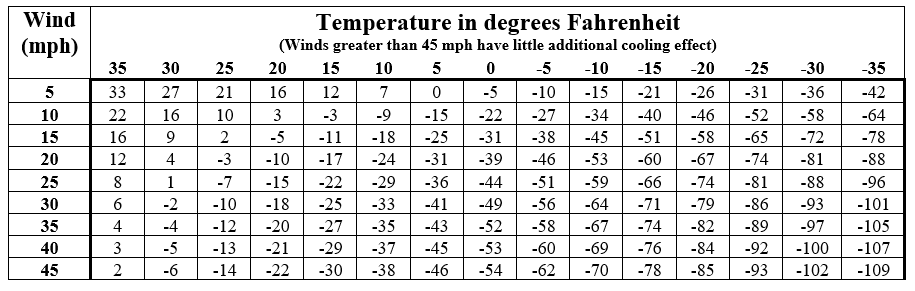 Wind (mph) Temperature in degrees Fahrenheit
(Winds greater than 45 mph have little additional cooling effect)
35 30 25 20 15 10 5 0 -5 -10 -15 -20 -25 -30 -35
5 33 27 21 16 12 7 0 -5 -10 -15 -21 -26 -31 -36 -42
10 22 16 10 3 -3 -9 -15 -22 -27 -34 -40 -46 -52 -58 -64
15 16 9 2 -5 -11 -18 -25 -31 -38 -45 -51 -58 -65 -72 -78
20 12 4 -3 -10 -17 -24 -31 -39 -46 -53 -60 -67 -74 -81 -88
25 8 1 -7 -15 -22 -29 -36 -44 -51 -59 -66 -74 -81 -88 -96
30 6 -2 -10 -18 -25 -33 -41 -49 -56 -64 -71 -79 -86 -93 -101
35 4 -4 -12 -20 -27 -35 -43 -52 -58 -67 -74 -82 -89 -97 -105
40 3 -5 -13 -21 -29 -37 -45 -53 -60 -69 -76 -84 -92 -100 -107
45 2 -6 -14 -22 -30 -38 -46 -54 -62 -70 -78 -85 -93 -102 -109